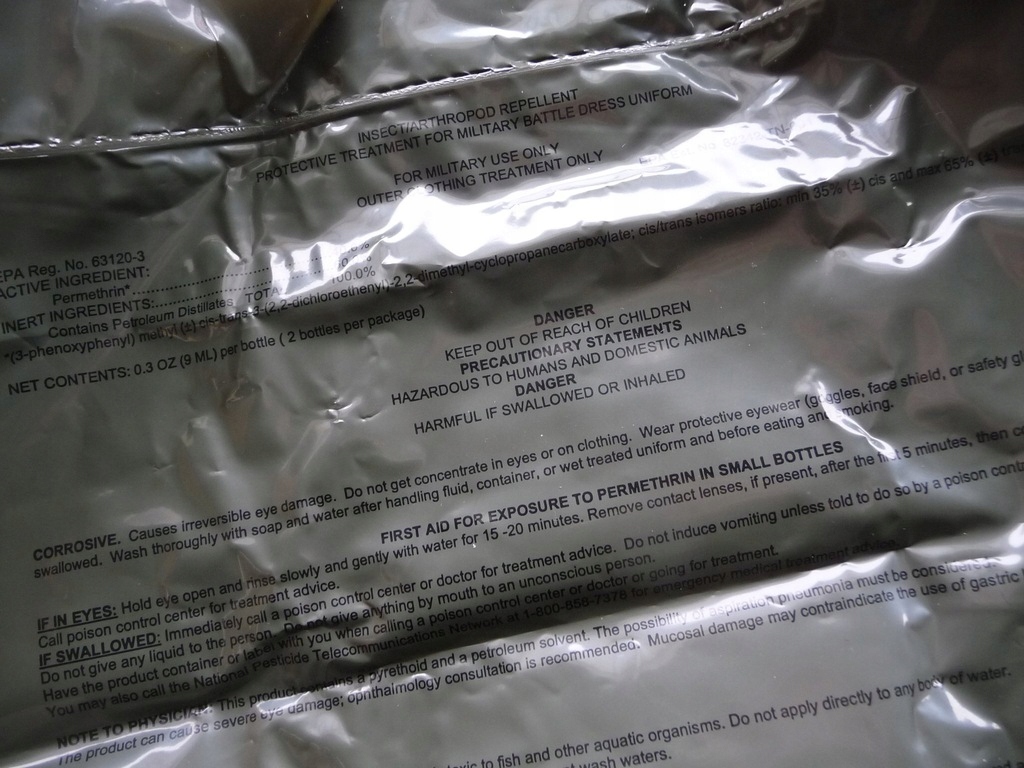 INSECT/ARTHROPOD REPELLENT
PROTECTIVE TREATMENT FOR MILITARY BATTLE DRESS UNIFORM
FOR MILITARY USE ONLY
OUTER CLOTHING TREATMENT ONLY
EPA Reg. No. 63120-3
ACTIVE INGREDIENT:
Permethrin*
INERT INGREDIENTS:
Contains Petroleum Distillates TOTAL 100.0%
*(3-phenoxyphenyl) methyl (±) cis-trans-3-(2,2-dichloroethenyl)-2,2-dimethyl-cyclopropanecarboxylate; cis/trans isomers ratio: min 35% (±) cis and max 65% (±)
NET CONTENTS: 0.3 OZ (9 ML) per bottle ( 2 bottles per package)
DANGER
KEEP OUT OF REACH OF CHILDREN
PRECAUTIONARY STATEMENTS
HAZARDOUS TO HUMANS AND DOMESTIC ANIMALS
DANGER
HARMFUL IF SWALLOWED OR INHALED
CORROSIVE. Causes irreversible eye damage. Do not get concentrate in eyes or on clothing. Wear protective eyewear (goggles, face shield, or safety
swallowed. Wash thoroughly with soap and water after handling fluid, container, or wet treated uniform and before eating and smoking.
FIRST AID FOR EXPOSURE TO PERMETHRIN IN SMALL BOTTLES
IF IN EYES: Hold eye open and rinse slowly and gently with water for 15 -20 minutes. Remove contact lenses, if present, after the first 5 minutes, then
Call poison control center for treatment advice.
IF SWALLOWED: Immediately call a poison control center or doctor for treatment advice. Do not induce vomiting unless told to do so by a poison
Do not give any liquid to the person. Do not give anything by mouth to an unconscious person.
Have the product container or label with you when calling a poison control center or doctor or going for treatment.
You may also call the National Pesticide Telecommunications Network at 1-800-858-7378 for emergency medical treatment advice.
NOTE TO PHYSICIAN: This product contains a pyrethoid and a petroleum solvent. The possibility of aspiration pneumonia must be considered.
The product can cause severe eye damage; ophthalmology consultation is recommended. Mucosal damage may contraindicate the use of gastric
toxic to fish and other aquatic organisms. Do not apply directly to any body of water.
wash waters.